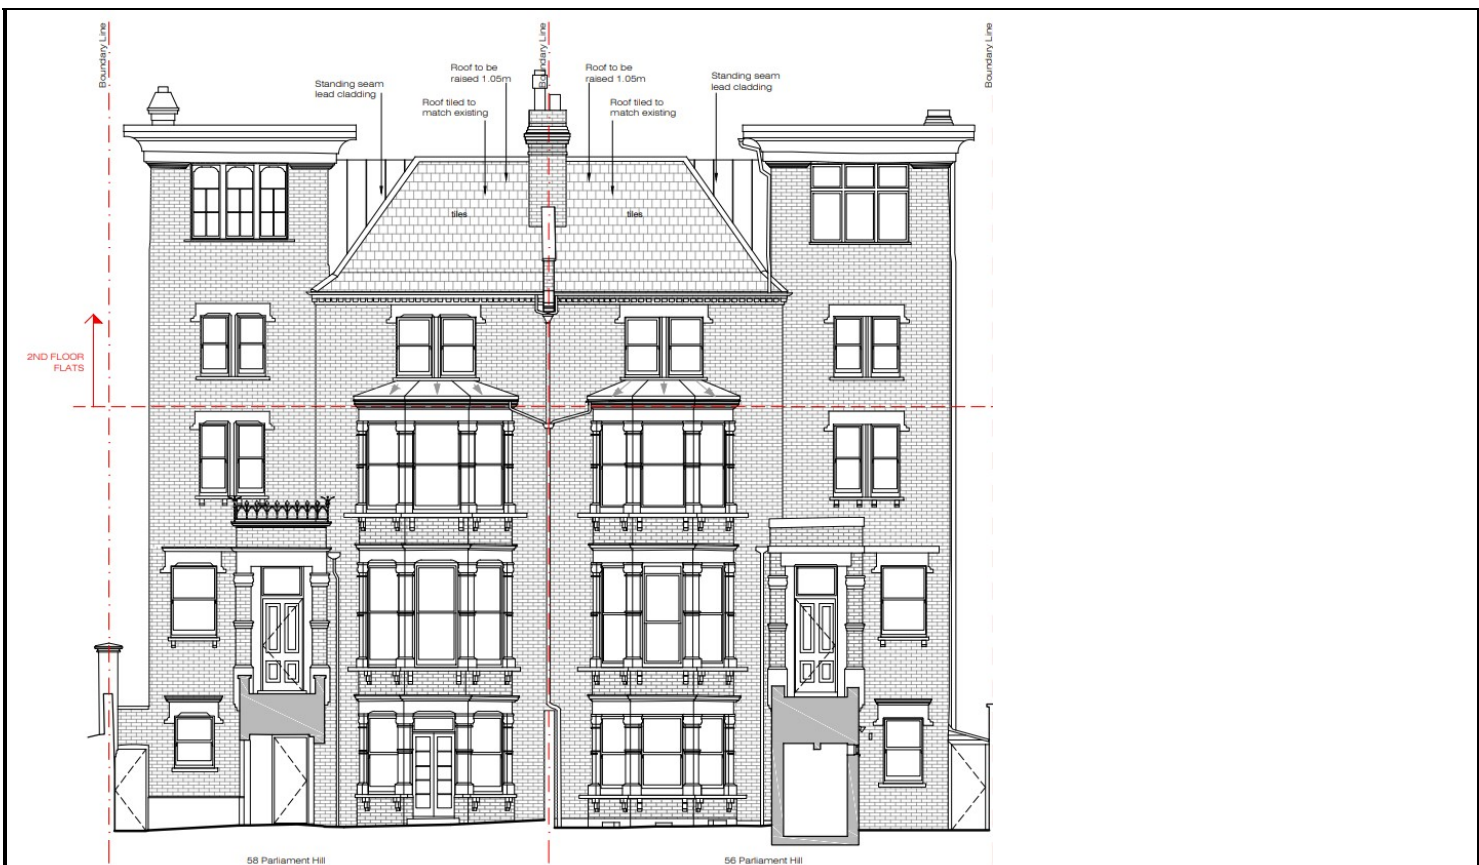 Boundary Line
Boundary Line
Boundary Line
Standing seam
lead cladding
Roof to be
raised 1.05m
Roof tiled to
match existing
Roof to be
raised 1.05m
Roof tiled to
match existing
Standing seam
lead cladding
tiles
tiles
2ND FLOOR
FLATS
58 Parliament Hill
56 Parliament Hill